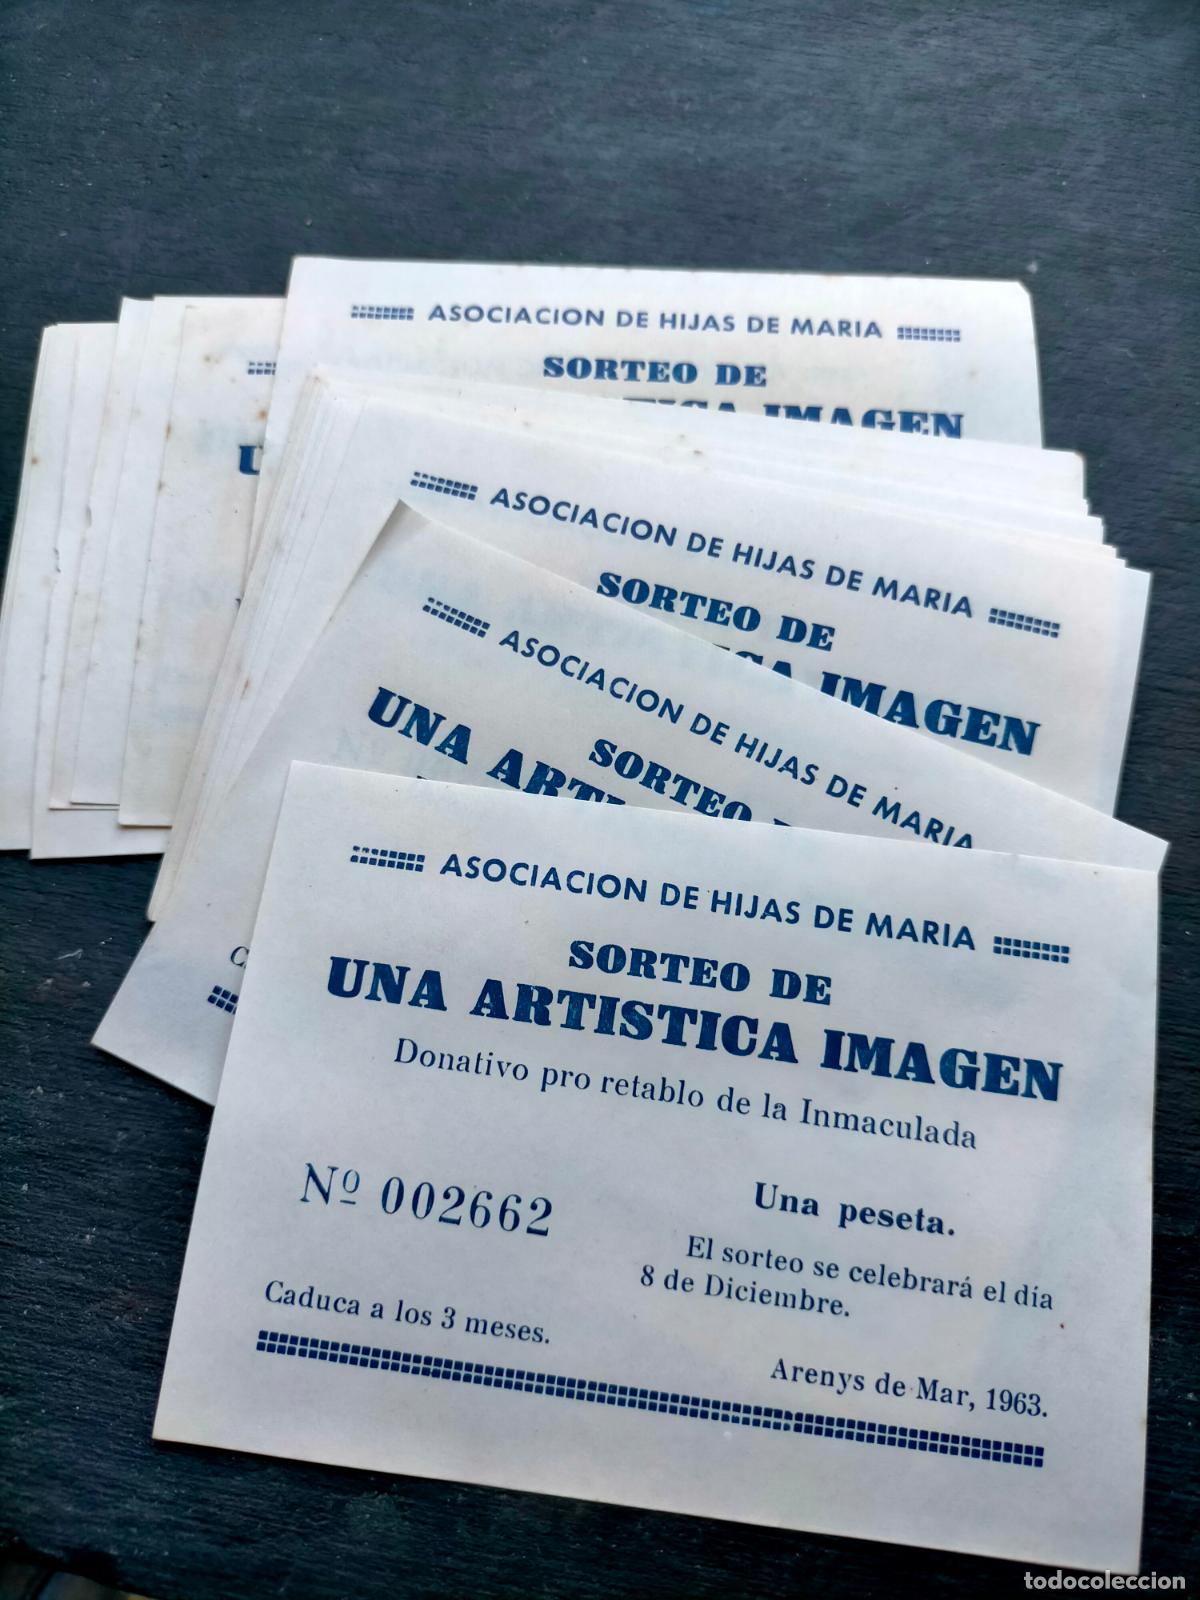 ASOCIACION DE HIJAS DE MARIA
SORTEO DE
IMAGEN
U
ASOCIACION DE HIJAS DE MARIA
SORTEO DE
IMAGEN
ASOCIACION DE HIJAS DE MARIA
SORTEO
UNA
ASOCIACION DE HIJAS DE MARIA
SORTEO DE
UNA ARTISTICA IMAGEN
Donativo pro retablo de la Inmaculada
Nº 002662
Una peseta.
El sorteo se celebrará el día
8 de Diciembre.
Caduca a los 3 meses.
Arenys de Mar, 1963.
todocoleccion